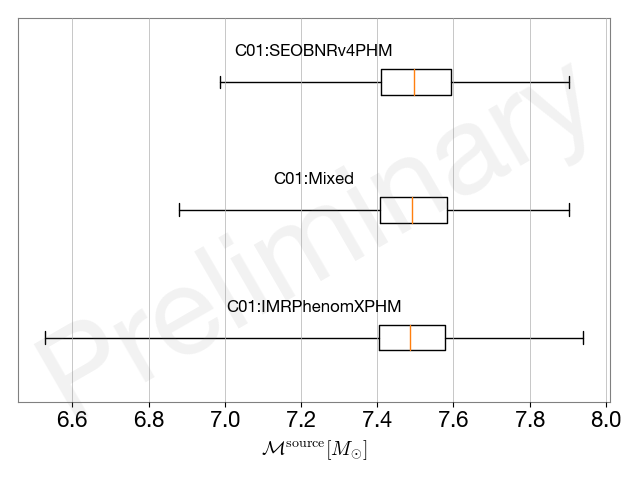 C01:SEOBNRv4PHM
C01:Mixed
C01:IMRPhenomXPHM
Preliminary
6.6 6.8 7.0 7.2 7.4 7.6 7.8 8.0
ℳ^source [M_⊙]